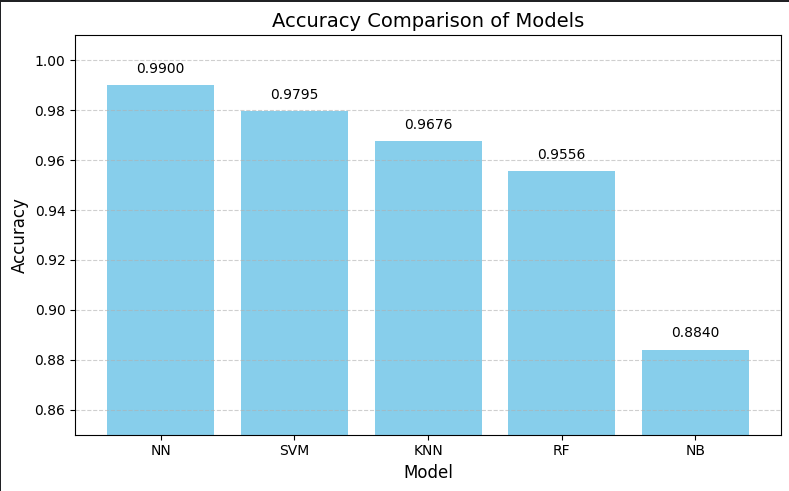 Accuracy Comparison of Models
Accuracy
1.00
0.98
0.96
0.94
0.92
0.90
0.88
0.86
0.9900
0.9795
0.9676
0.9556
0.8840
NN
SVM
KNN
RF
NB
Model